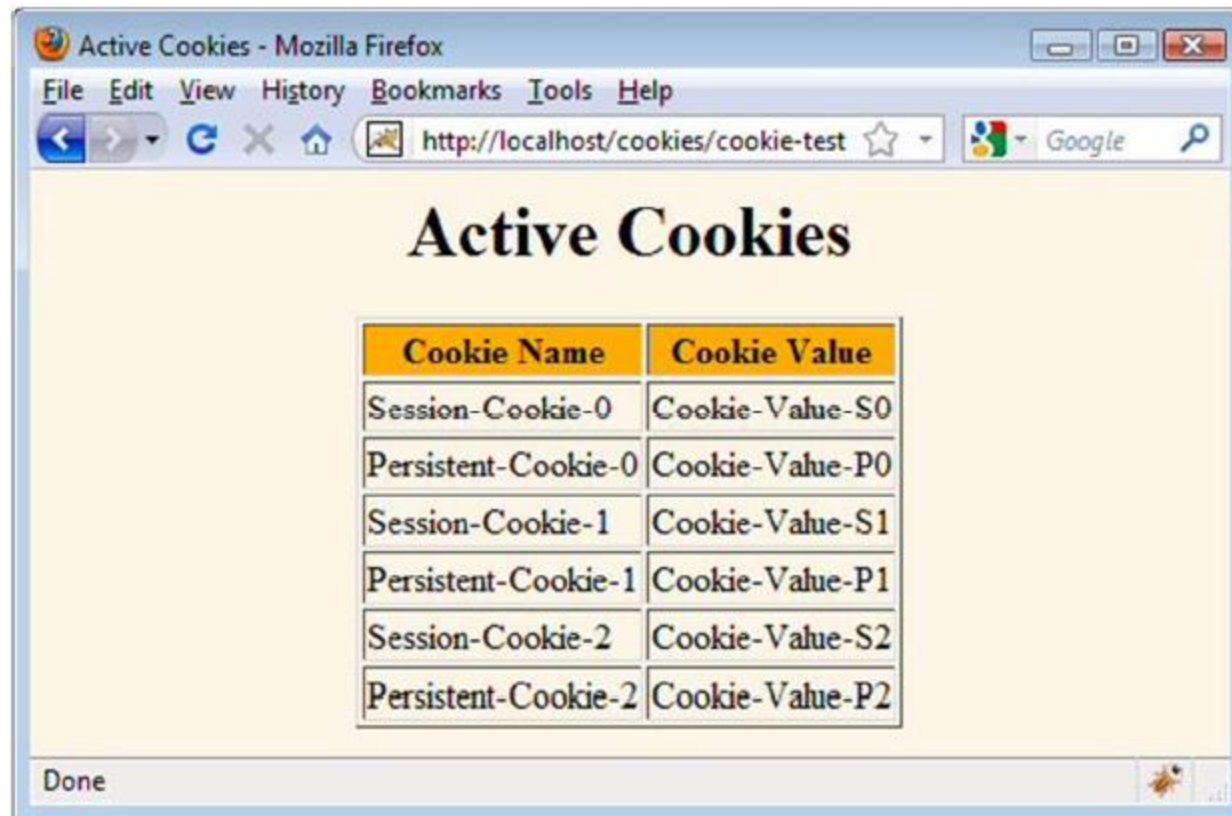 Active Cookies - Mozilla Firefox
File Edit View History Bookmarks Tools Help
http://localhost/cookies/cookie-test
Google
Active Cookies
Cookie Name Cookie Value
Session-Cookie-0 Cookie-Value-S0
Persistent-Cookie-0 Cookie-Value-P0
Session-Cookie-1 Cookie-Value-S1
Persistent-Cookie-1 Cookie-Value-P1
Session-Cookie-2 Cookie-Value-S2
Persistent-Cookie-2 Cookie-Value-P2
Done